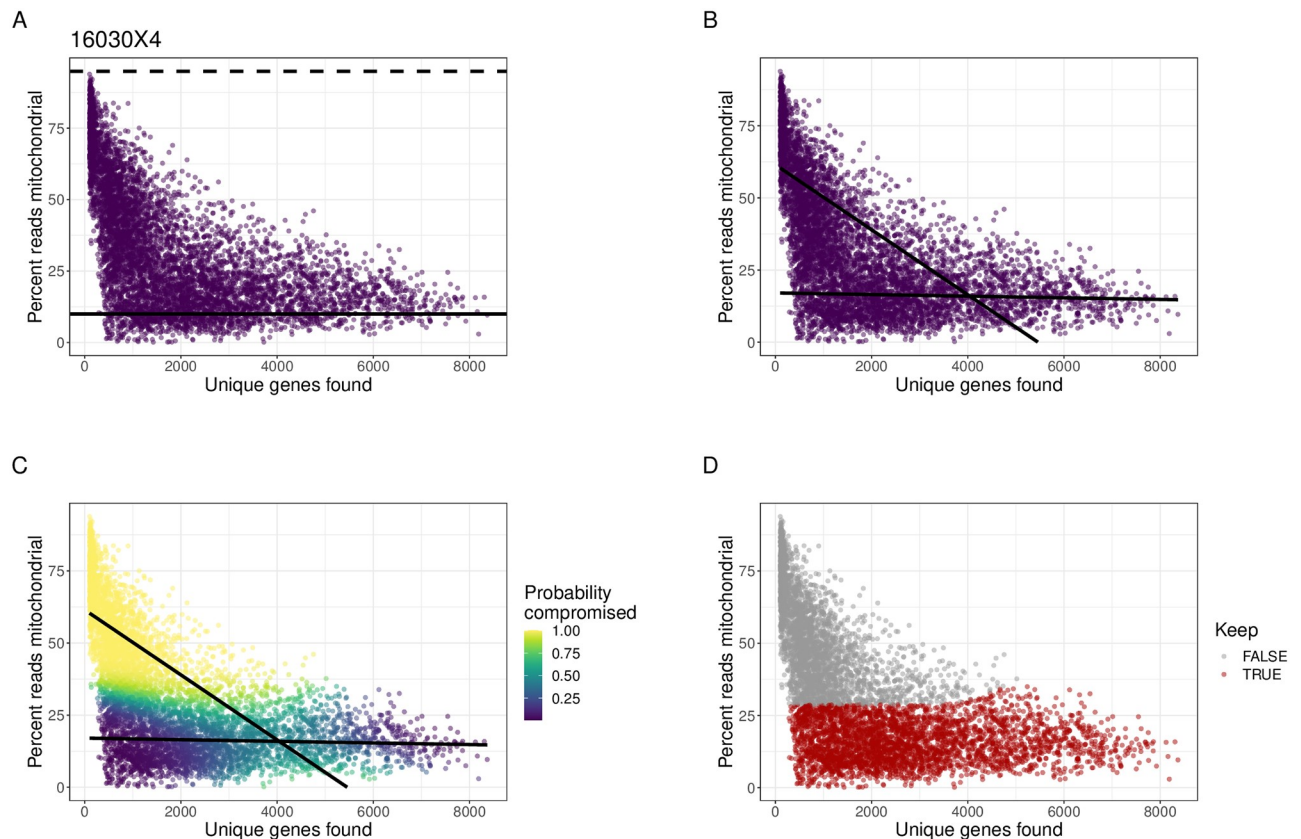 A
16030X4
Percent reads mitochondrial
75
50
25
0
0 2000 4000 6000 8000
Unique genes found
B
Percent reads mitochondrial
75
50
25
0
0 2000 4000 6000 8000
Unique genes found
C
Percent reads mitochondrial
75
50
25
0
0 2000 4000 6000 8000
Unique genes found
Probability
compromised
1.00
0.75
0.50
0.25
D
Percent reads mitochondrial
75
50
25
0
0 2000 4000 6000 8000
Unique genes found
Keep
FALSE
TRUE